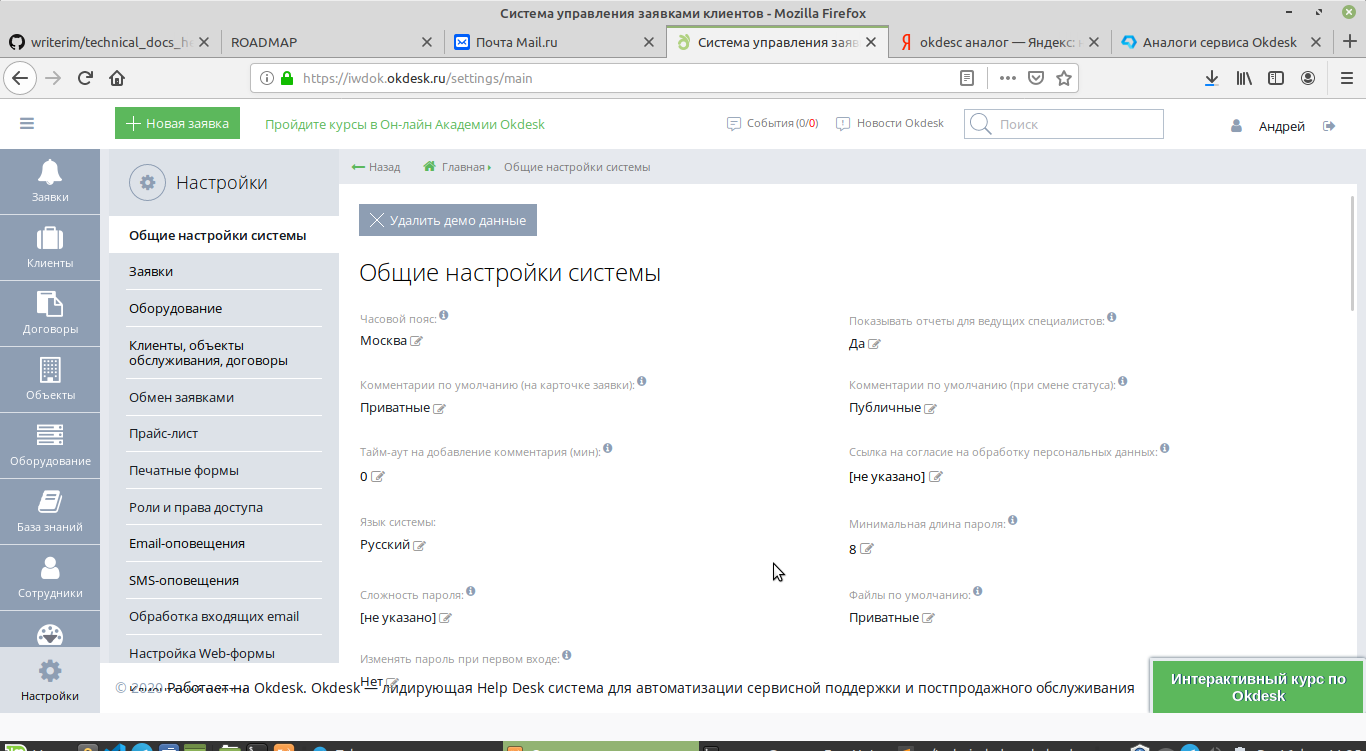 Система управления заявками клиентов - Mozilla Firefox
writerim/technical_docs_he
ROADMAP
Почта Mail.ru
Система управления заяв
okdesc аналог — Яндекс:
Аналоги сервиса Okdesk
https://iwdok.okdesk.ru/settings/main
Новая заявка
Пройдите курсы в Он-лайн Академии Okdesk
События (0/0)
Новости Okdesk
Поиск
Андрей
Заявки
Клиенты
Договоры
Объекты
Оборудование
База знаний
Сотрудники
Настройки
Настройки
Общие настройки системы
Заявки
Оборудование
Клиенты, объекты
обслуживания, договоры
Обмен заявками
Прайс-лист
Печатные формы
Роли и права доступа
Email-оповещения
SMS-оповещения
Обработка входящих email
Настройка Web-формы
Назад
Главная
Общие настройки системы
Удалить демо данные
Общие настройки системы
Часовой пояс:
Москва
Показывать отчеты для ведущих специалистов:
Да
Комментарии по умолчанию (на карточке заявки):
Приватные
Комментарии по умолчанию (при смене статуса):
Публичные
Тайм-аут на добавление комментария (мин):
0
Ссылка на согласие на обработку персональных данных:
[не указано]
Язык системы:
Русский
Минимальная длина пароля:
8
Сложность пароля:
[не указано]
Файлы по умолчанию:
Приватные
Изменять пароль при первом входе:
Нет
© 2020 Работает на Okdesk. Okdesk — лидирующая Help Desk система для автоматизации сервисной поддержки и постпродажного обслуживания
Интерактивный курс по
Okdesk